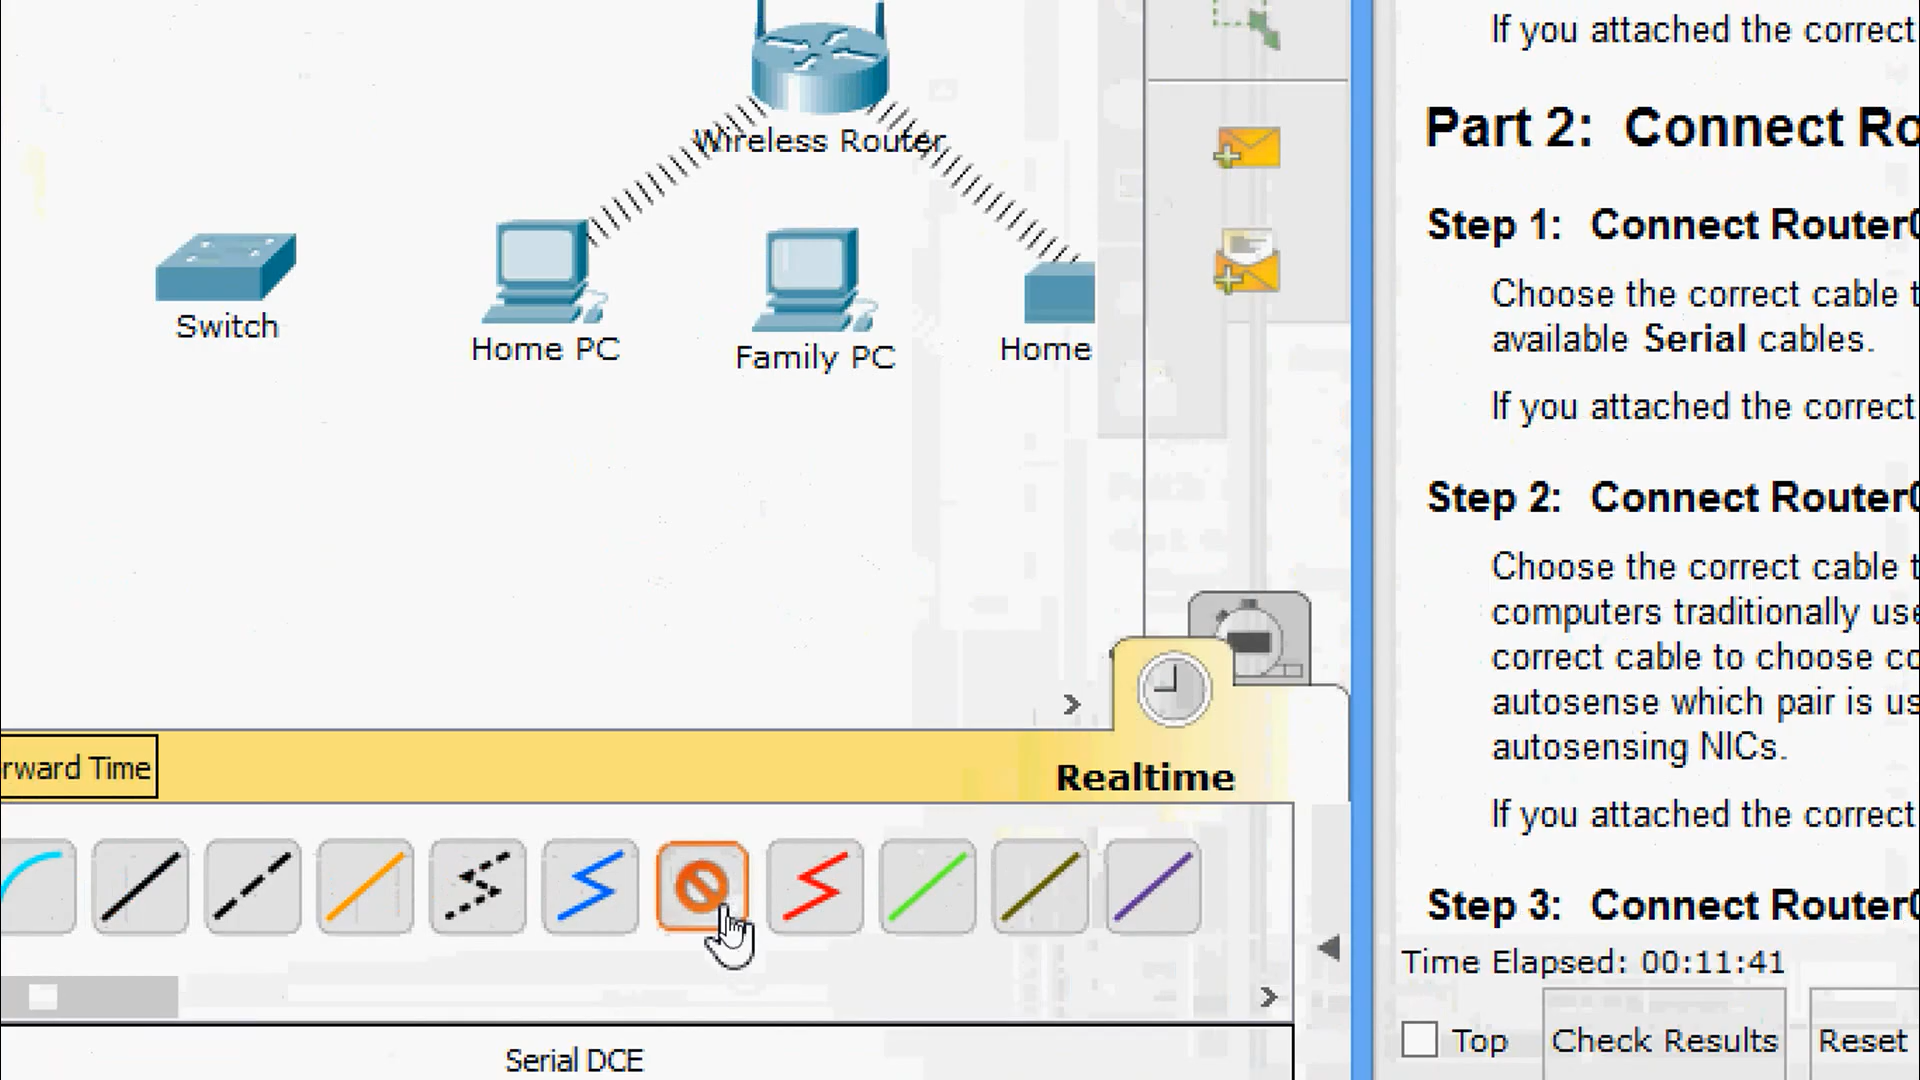 Wireless Router
Switch
Home PC
Family PC
Home
rward Time
Realtime
Serial DCE
If you attached the correct
Part 2: Connect Ro
Step 1: Connect Router0
Choose the correct cable t
available Serial cables.
If you attached the correct
Step 2: Connect Router0
Choose the correct cable t
computers traditionally use
correct cable to choose co
autosense which pair is us
autosensing NICs.
If you attached the correct
Step 3: Connect Router0
Time Elapsed: 00:11:41
Top
Check Results
Reset